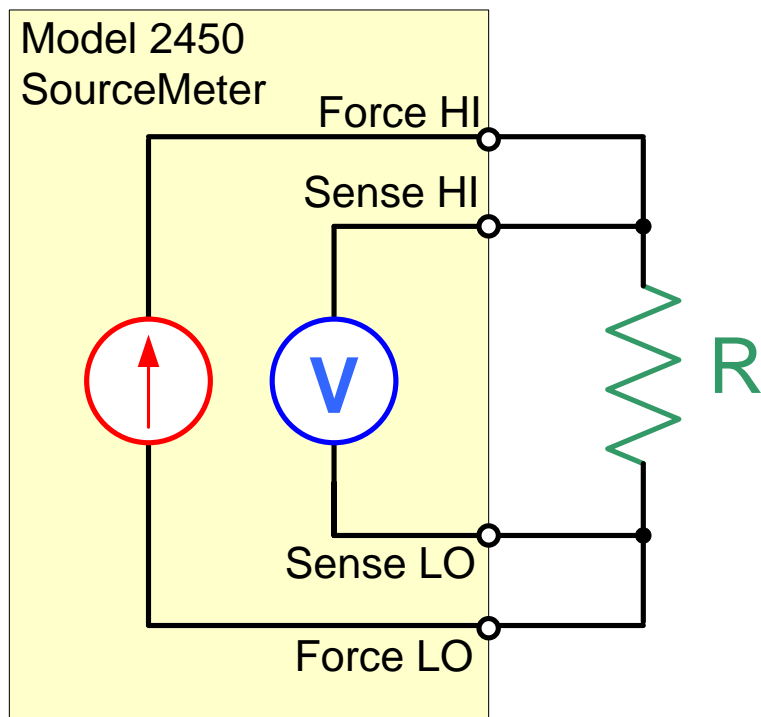 Model 2450
SourceMeter
Force HI
Sense HI
V
R
Sense LO
Force LO